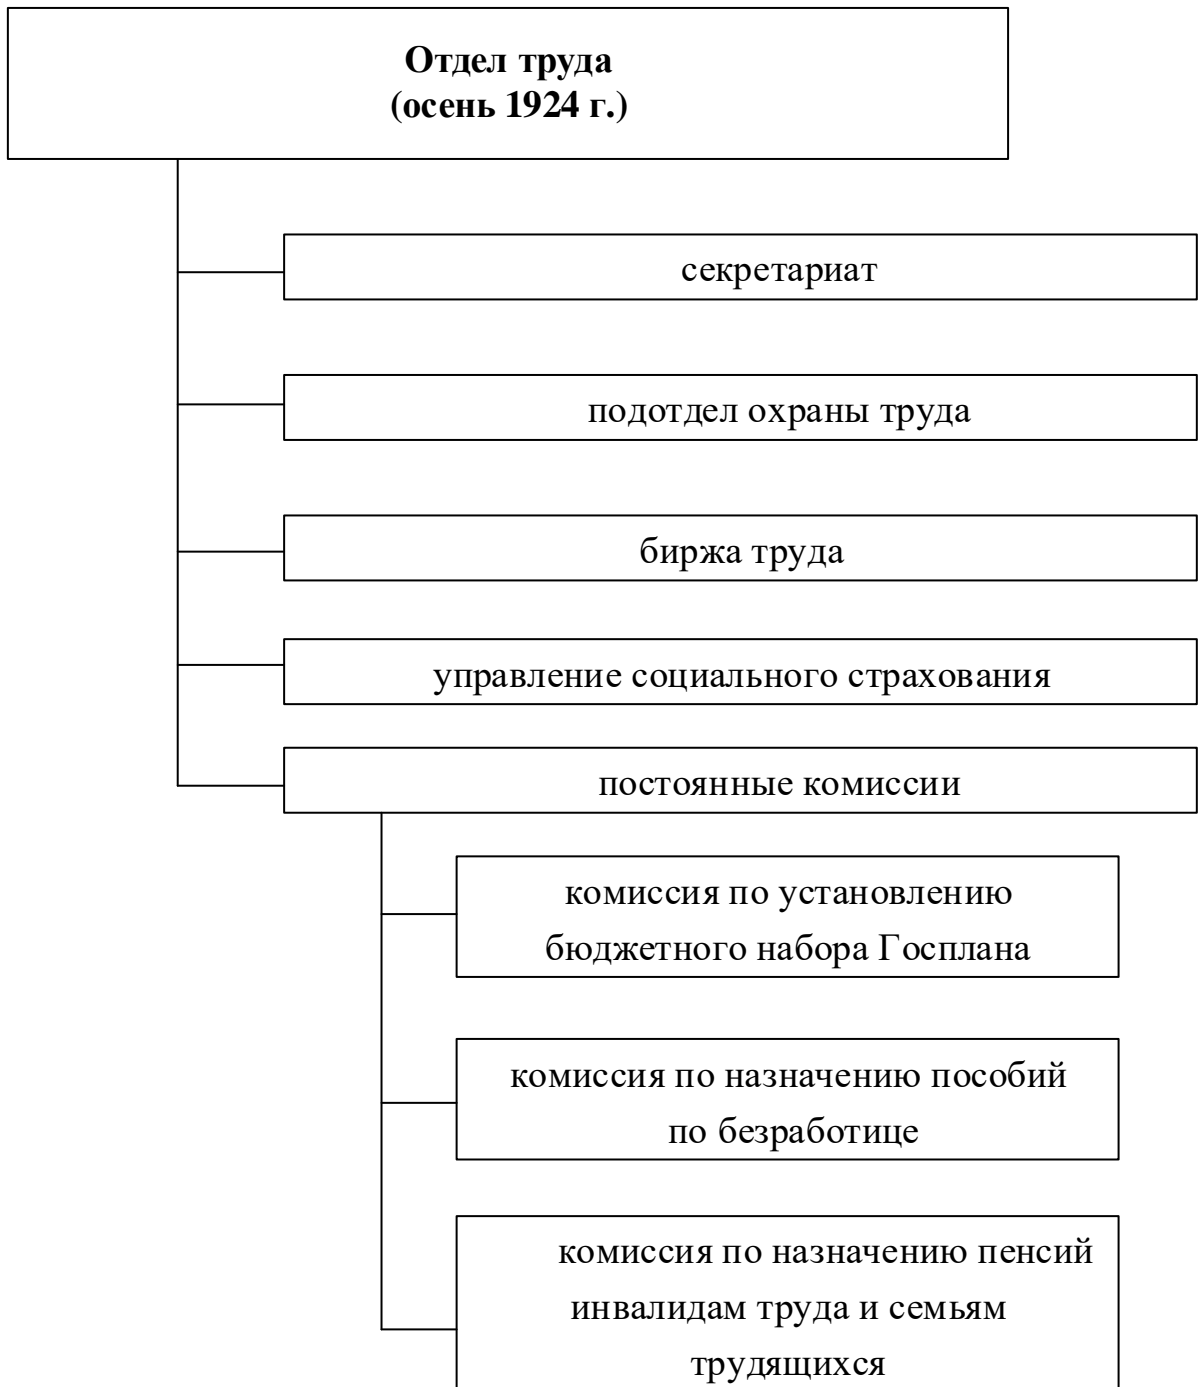 Отдел труда
(осень 1924 г.)
секретариат
подотдел охраны труда
биржа труда
управление социального страхования
постоянные комиссии
комиссия по установлению
бюджетного набора Госплана
комиссия по назначению пособий
по безработице
комиссия по назначению пенсий
инвалидам труда и семьям
трудящихся